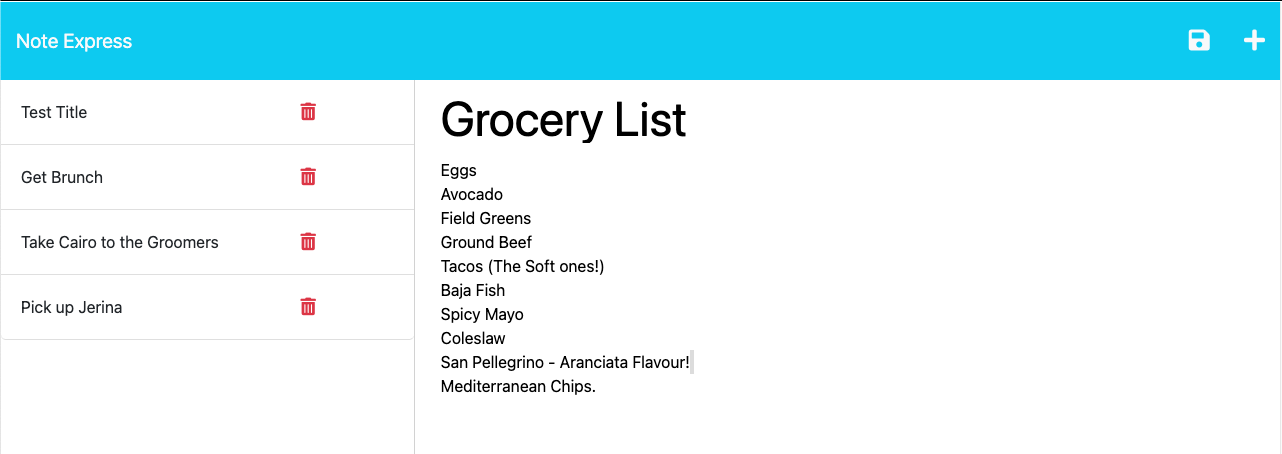 Note Express
Test Title
Get Brunch
Take Cairo to the Groomers
Pick up Jerina
Grocery List
Eggs
Avocado
Field Greens
Ground Beef
Tacos (The Soft ones!)
Baja Fish
Spicy Mayo
Coleslaw
San Pellegrino - Aranciata Flavour!
Mediterranean Chips.